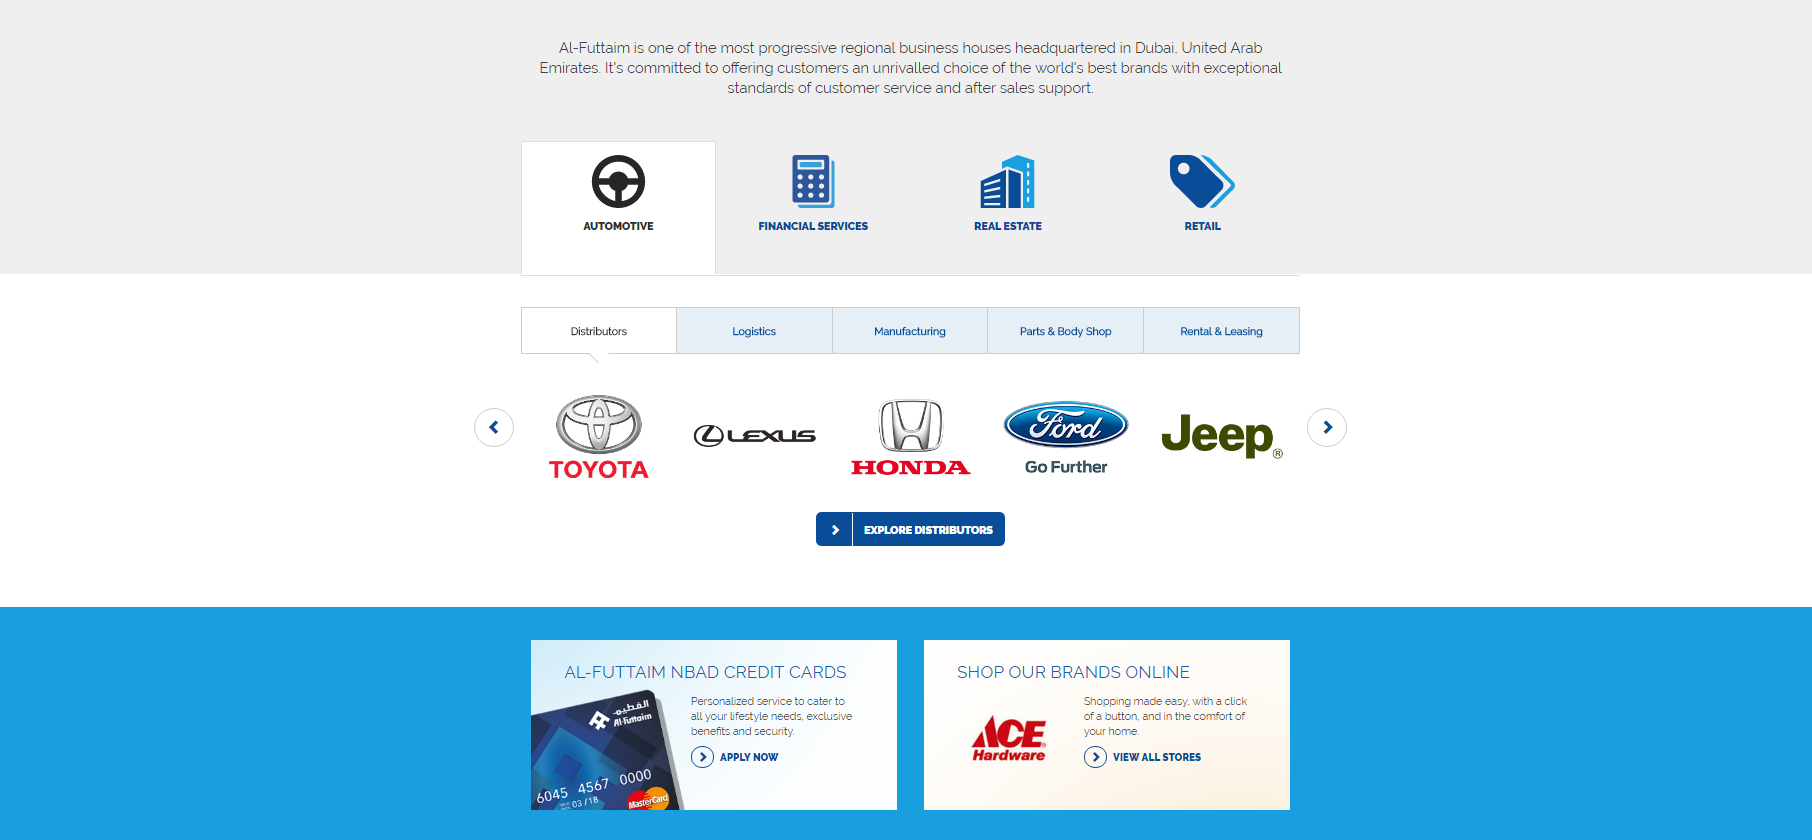 Al-Futtaim is one of the most progressive regional business houses headquartered in Dubai, United Arab
Emirates. It's committed to offering customers an unrivalled choice of the world's best brands with exceptional
standards of customer service and after sales support.
AUTOMOTIVE
FINANCIAL SERVICES
REAL ESTATE
RETAIL
Distributors
Logistics
Manufacturing
Parts & Body Shop
Rental & Leasing
TOYOTA
LEXUS
HONDA
Ford
Go Further
Jeep®
EXPLORE DISTRIBUTORS
AL-FUTTAIM NBAD CREDIT CARDS
Personalized service to cater to
all your lifestyle needs, exclusive
benefits and security.
APPLY NOW
الفطيم
Al-Futtaim
6045 4567 0000
03/18
MasterCard
SHOP OUR BRANDS ONLINE
ACE
Hardware
Shopping made easy, with a click
of a button, and in the comfort of
your home.
VIEW ALL STORES